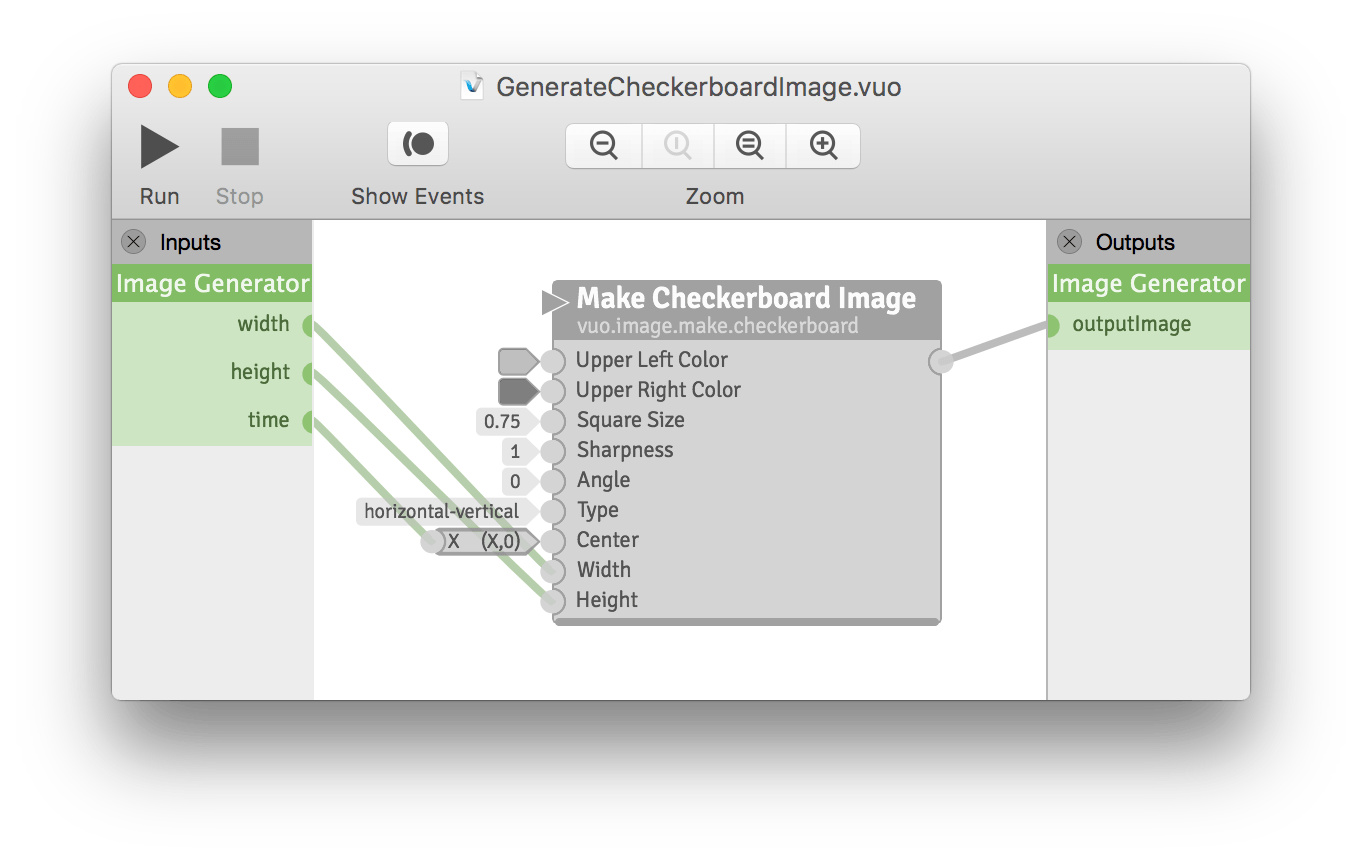 GenerateCheckerboardImage.vuo
Run
Stop
Show Events
Zoom
Inputs
Image Generator
width
height
time
Make Checkerboard Image
vuo.image.make.checkerboard
Upper Left Color
Upper Right Color
0.75 Square Size
1 Sharpness
0 Angle
horizontal-vertical Type
X (X,0) Center
Width
Height
Outputs
Image Generator
outputImage